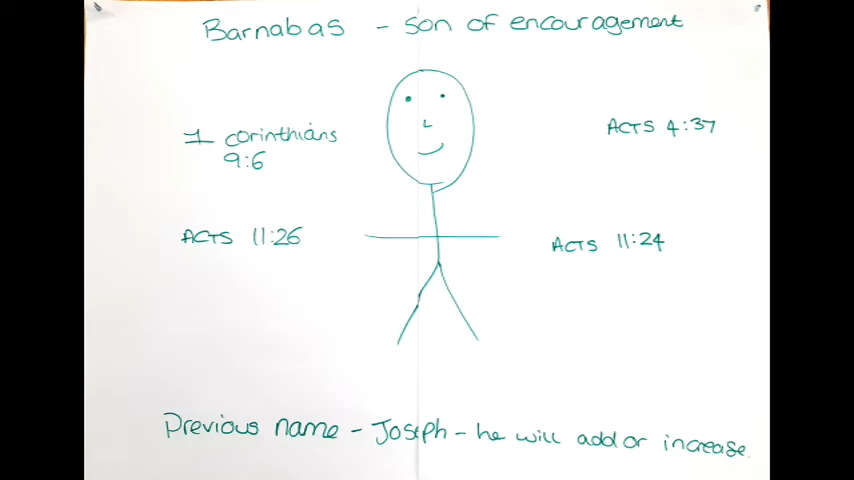 Barnabas - son of encouragement
1 corinthians
9:6
ACTS 4:37
ACTS 11:26
ACTS 11:24
Previous name - Joseph - he will add or increase.